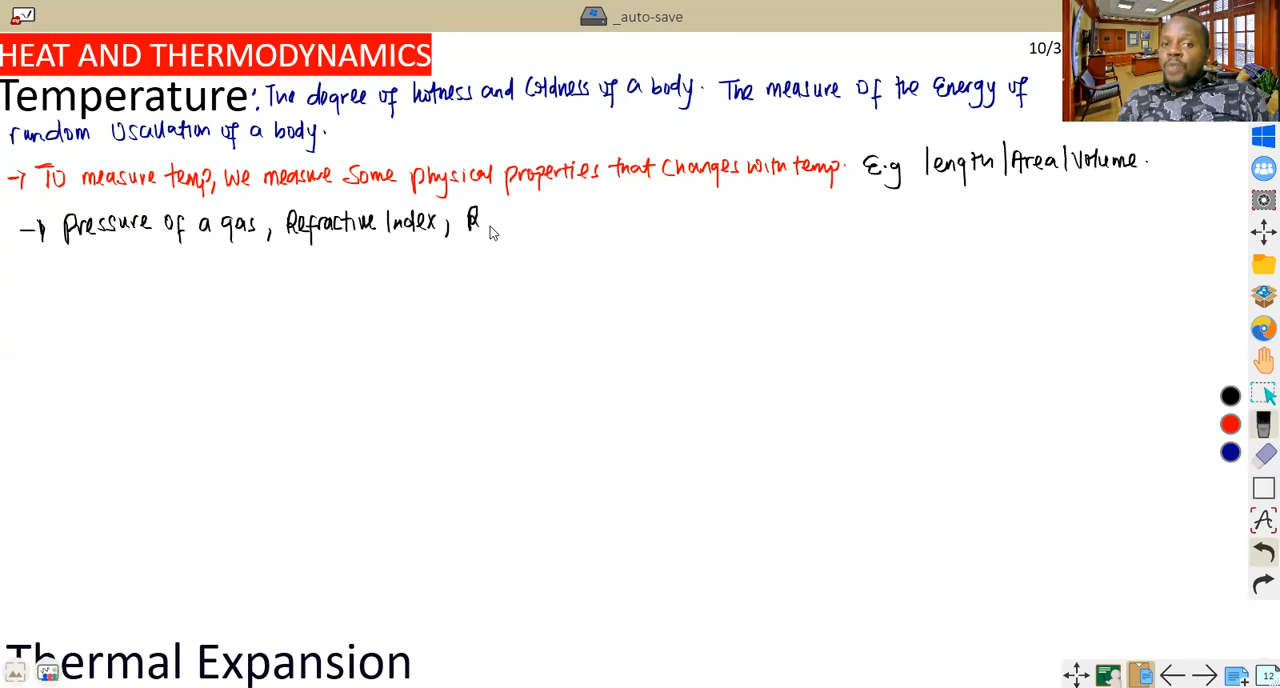 _auto-save
HEAT AND THERMODYNAMICS
10/3
Temperature: The degree of hotness and Coldness of a body. The measure of the Energy of
random Oscillation of a body.
→ To measure temp, we measure Some physical properties that Changes with temp. E.g length/Area/Volume.
→ Pressure of a gas, Refractive Index, R
Thermal Expansion
12